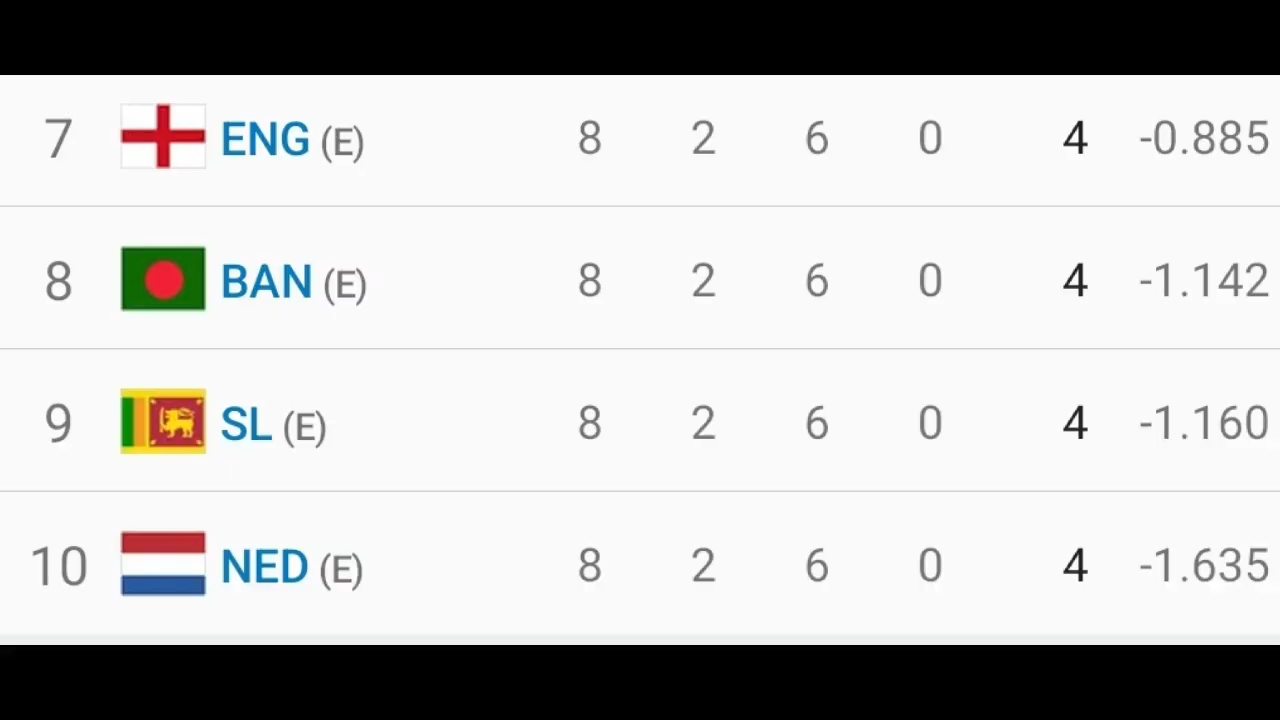 7 ENG (E) 8 2 6 0 4 -0.885
8 BAN (E) 8 2 6 0 4 -1.142
9 SL (E) 8 2 6 0 4 -1.160
10 NED (E) 8 2 6 0 4 -1.635